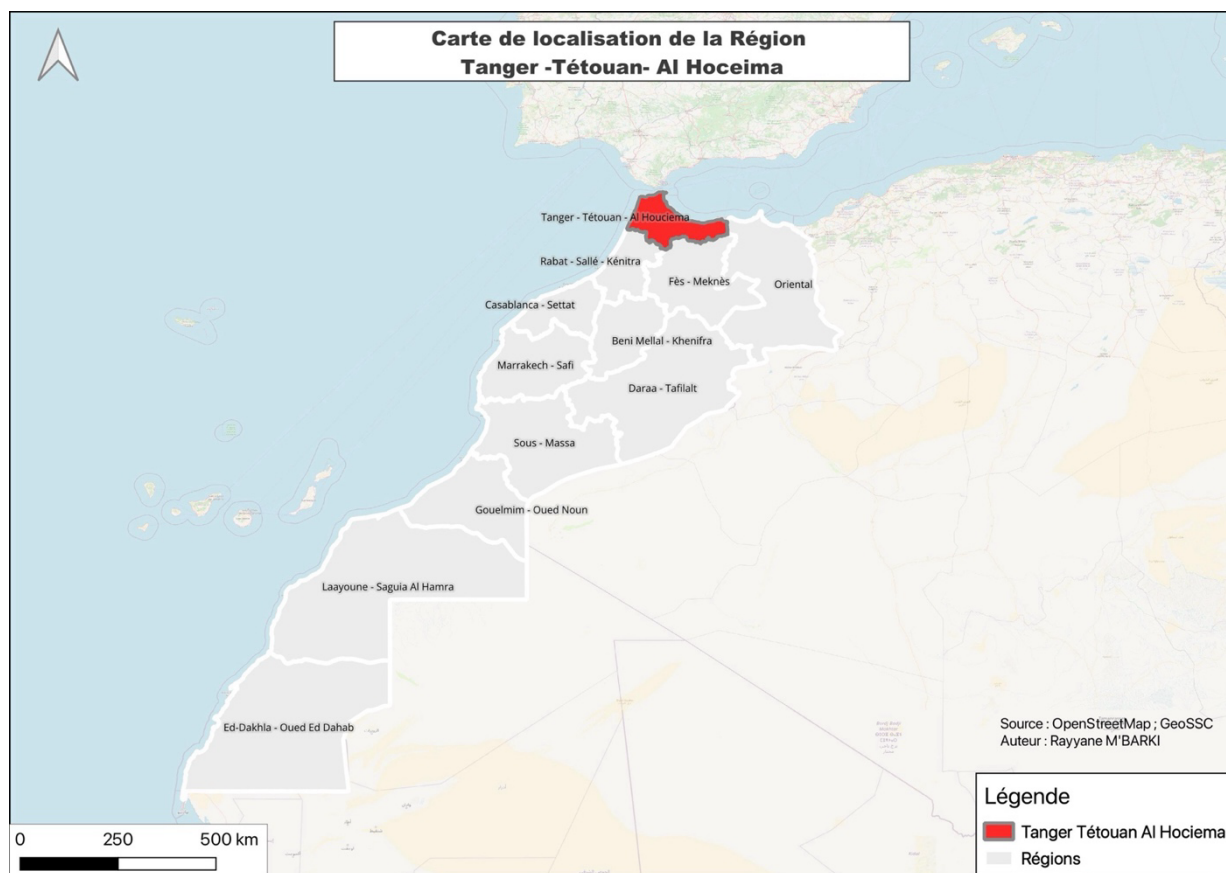 Carte de localisation de la Région
Tanger -Tétouan- Al Hoceima
Tanger - Tétouan - Al Houciema
Rabat - Sallé - Kénitra
Fès - Meknès
Oriental
Casablanca - Settat
Beni Mellal - Khenifra
Marrakech - Safi
Daraa - Tafilalt
Sous - Massa
Gouelmim - Oued Noun
Laayoune - Saguia Al Hamra
Ed-Dakhla - Oued Ed Dahab
Source : OpenStreetMap ; GeoSSC
Auteur : Rayyane M'BARKI
Légende
Tanger Tétouan Al Hociema
Régions
0 250 500 km